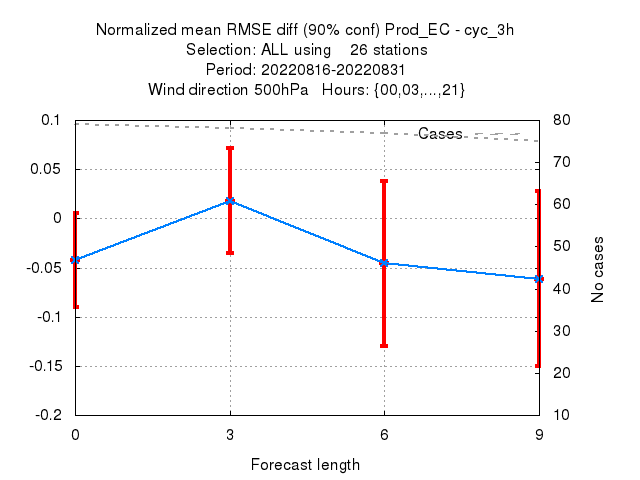 Normalized mean RMSE diff (90% conf) Prod_EC - cyc_3h
Selection: ALL using    26 stations
Period: 20220816-20220831
Wind direction 500hPa   Hours: {00,03,...,21}
0.1
0.05
0
-0.05
-0.1
-0.15
-0.2
Cases
80
70
60
50
40
30
20
10
No cases
0
3
6
9
Forecast length